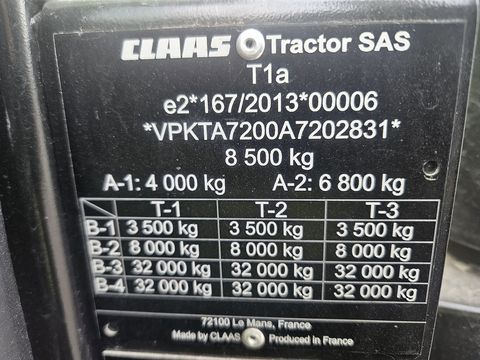 CLAAS Tractor SAS
T1a
e2*167/2013*00006
*VPKTA7200A7202831*
8 500 kg
A-1: 4 000 kg A-2: 6 800 kg
T-1 T-2 T-3
B-1 3 500 kg 3 500 kg 3 500 kg
B-2 8 000 kg 8 000 kg 8 000 kg
B-3 32 000 kg 32 000 kg 32 000 kg
B-4 32 000 kg 32 000 kg 32 000 kg
72100 Le Mans, France
Made by CLAAS Produced in France